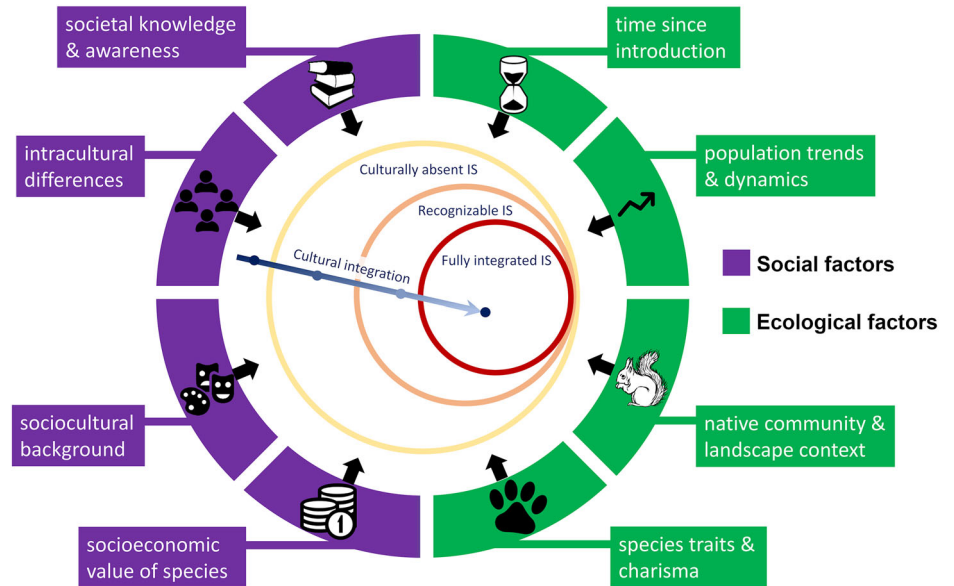 societal knowledge
& awareness
time since
introduction
intracultural
differences
population trends
& dynamics
Culturally absent IS
Recognizable IS
Cultural integration
Fully integrated IS
Social factors
Ecological factors
sociocultural
background
native community &
landscape context
1
socioeconomic
value of species
species traits &
charisma